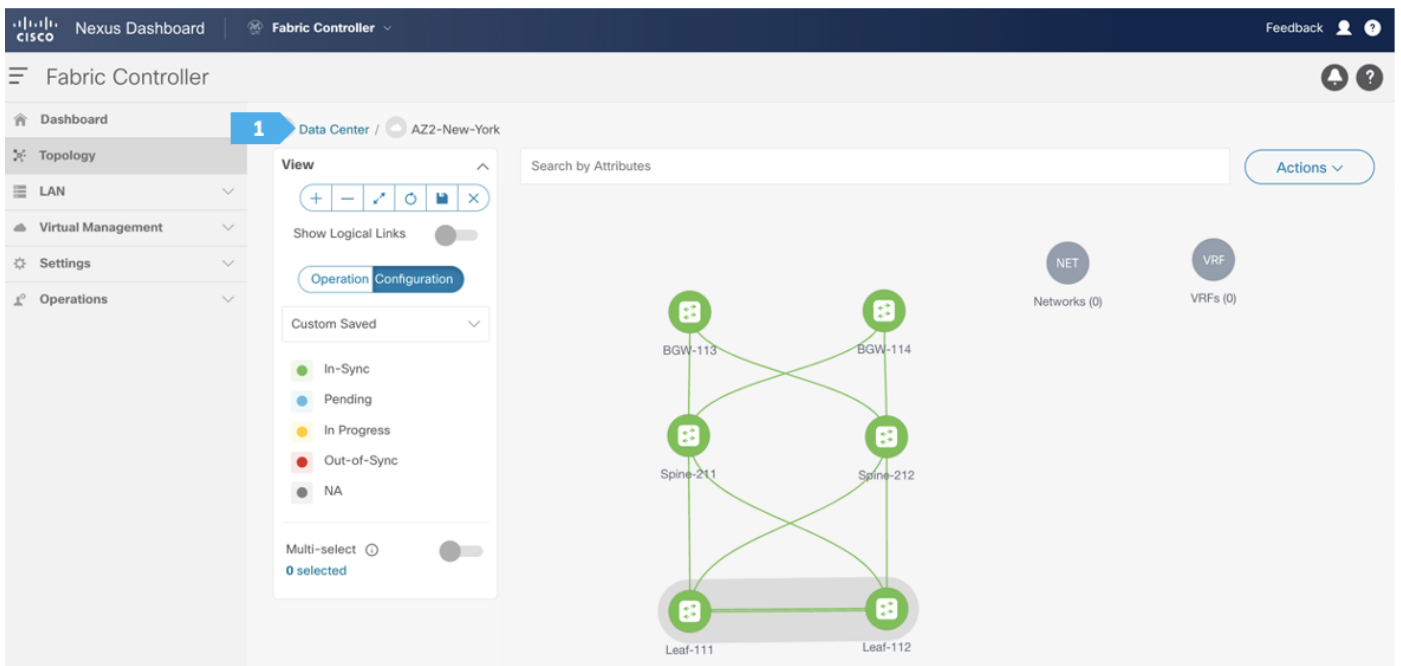 CISCO Nexus Dashboard Fabric Controller Feedback ?
Fabric Controller ?
Dashboard
Topology
LAN
Virtual Management
Settings
Operations
1 Data Center / AZ2-New-York
View
Show Logical Links
Operation Configuration
Custom Saved
In-Sync
Pending
In Progress
Out-of-Sync
NA
Multi-select
0 selected
Search by Attributes
Actions
NET
Networks (0)
VRF
VRFs (0)
BGW-113
BGW-114
Spine-211
Spine-212
Leaf-111
Leaf-112